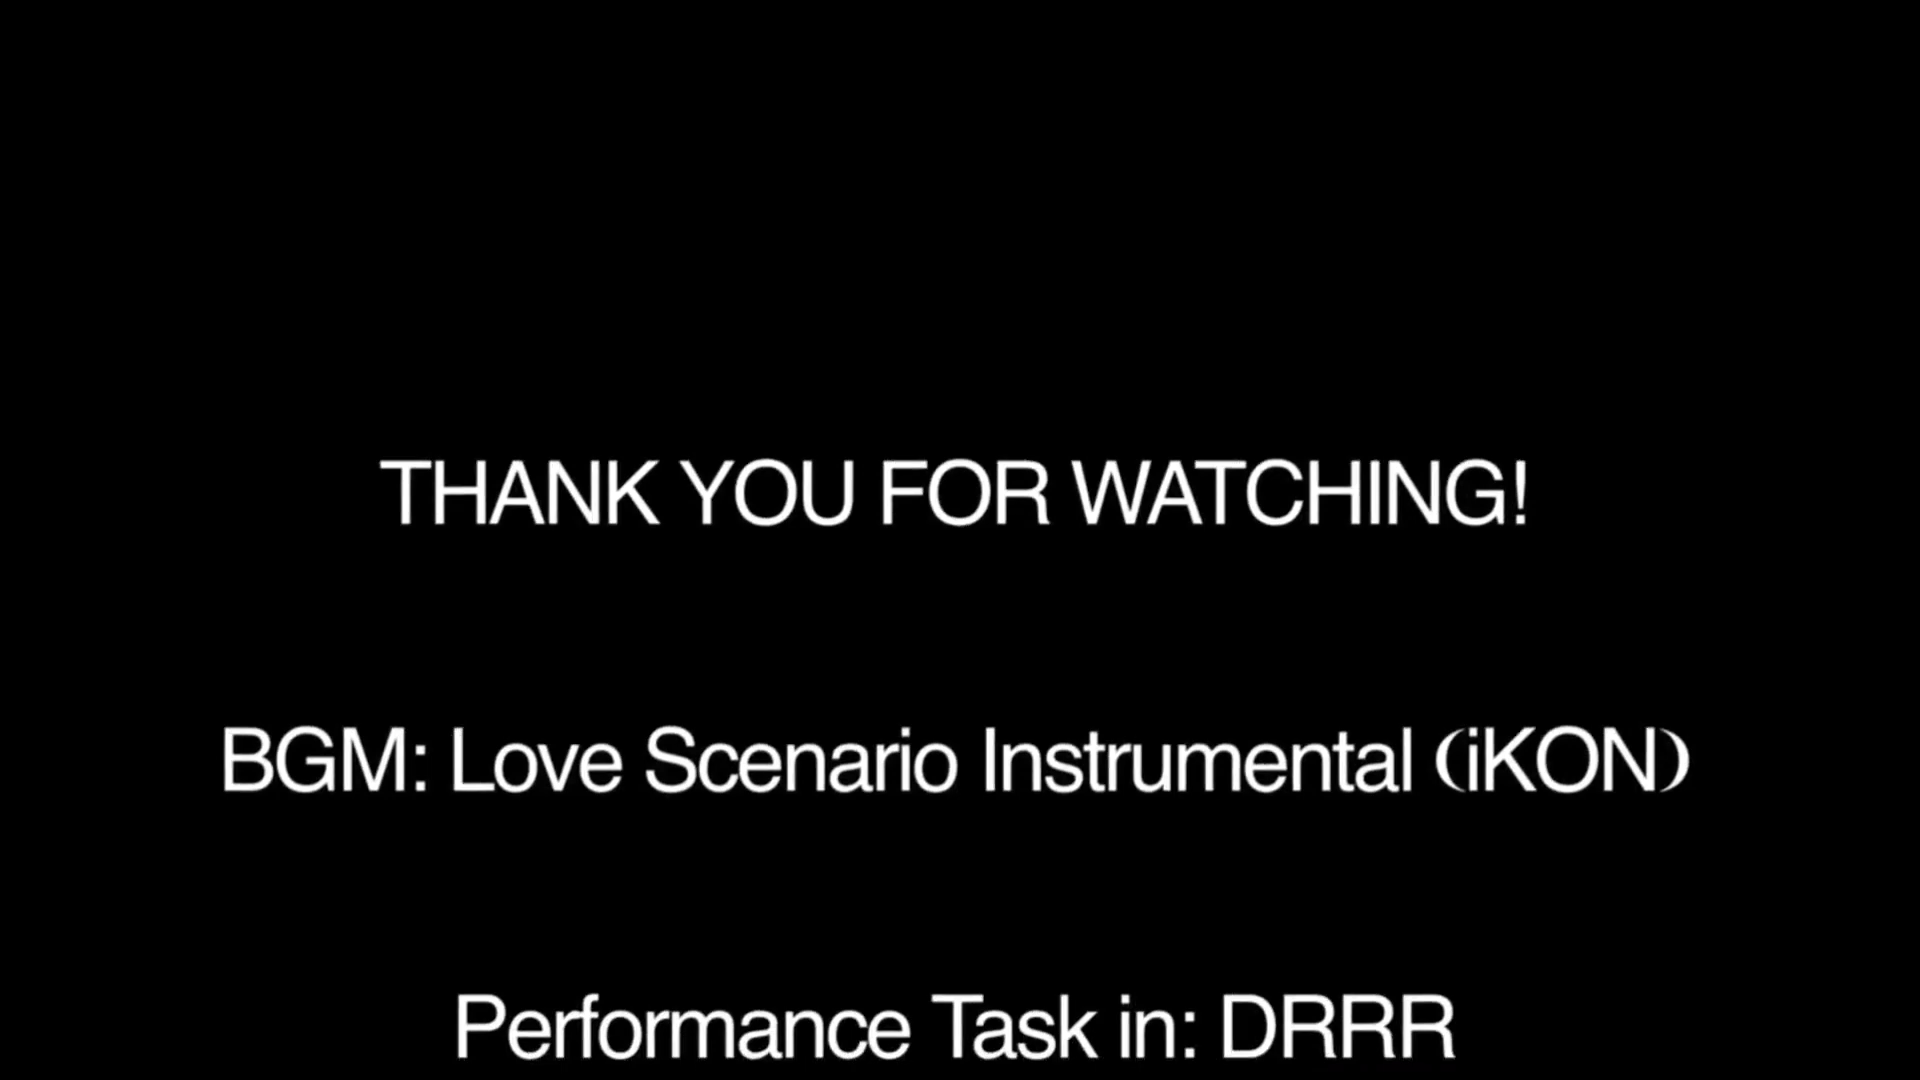 THANK YOU FOR WATCHING!
BGM: Love Scenario Instrumental (iKON)
Performance Task in: DRRR